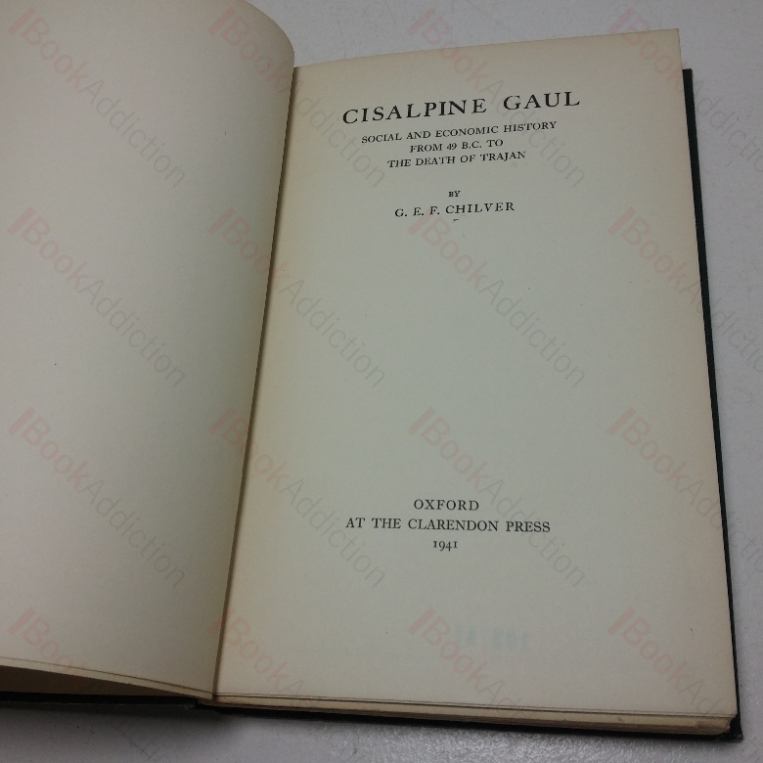 CISALPINE GAUL
SOCIAL AND ECONOMIC HISTORY
FROM 49 B.C. TO
THE DEATH OF TRAJAN
BY
G. E. F. CHILVER
OXFORD
AT THE CLARENDON PRESS
1941
BookAddiction